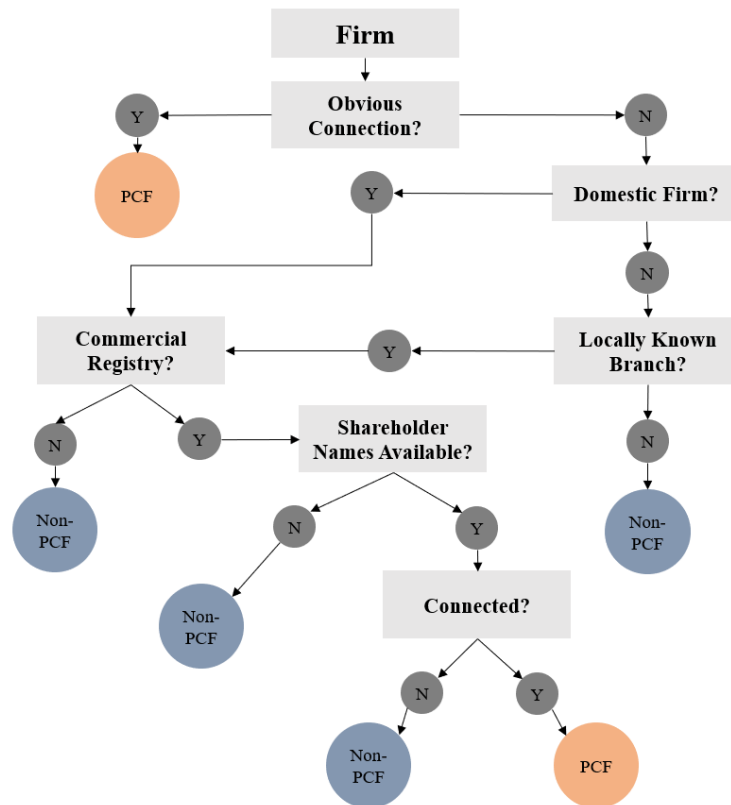 Firm
Obvious
Connection?
Y
N
PCF
Y
Domestic Firm?
N
Commercial
Registry?
Y
Locally Known
Branch?
N
Y
Shareholder
Names Available?
N
Non-
PCF
N
Y
Non-
PCF
Non-
PCF
Connected?
N
Y
Non-
PCF
PCF